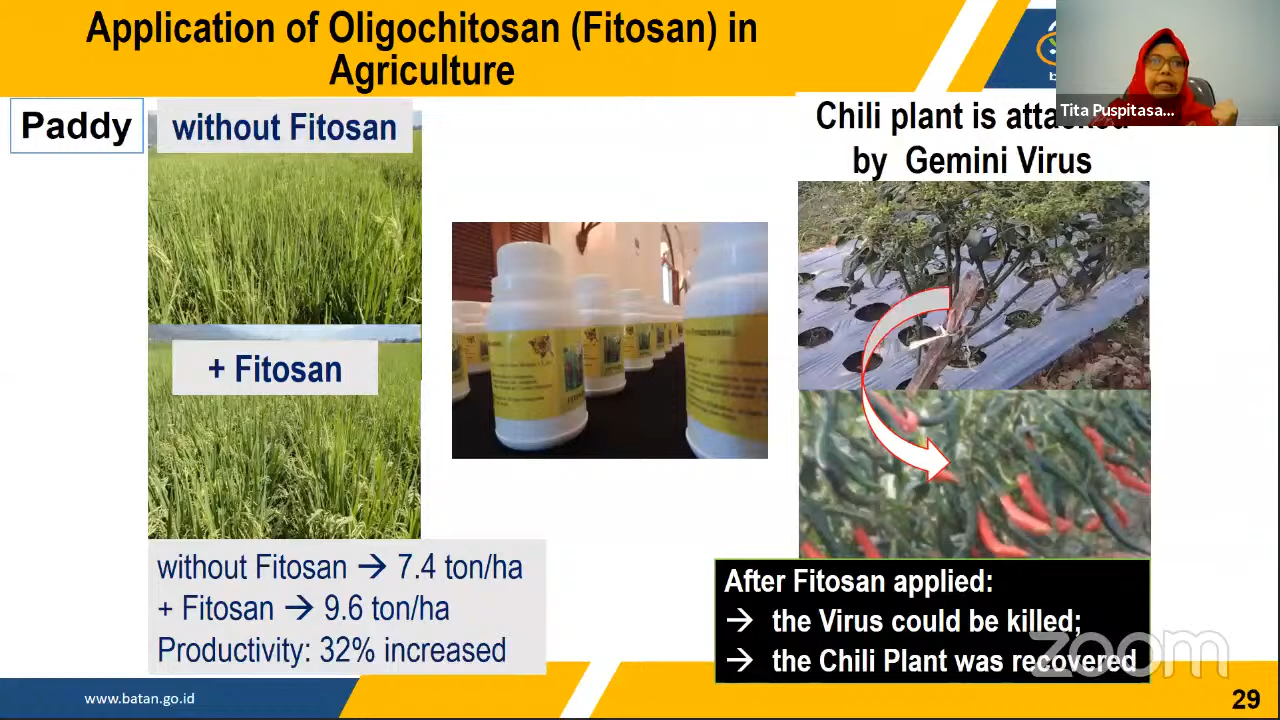 Application of Oligochitosan (Fitosan) in
Agriculture
Tita Puspitasa...
Paddy
without Fitosan
+ Fitosan
without Fitosan → 7.4 ton/ha
+ Fitosan → 9.6 ton/ha
Productivity: 32% increased
Chili plant is attacked
by Gemini Virus
After Fitosan applied:
→ the Virus could be killed;
→ the Chili Plant was recovered
zoom
www.batan.go.id
29